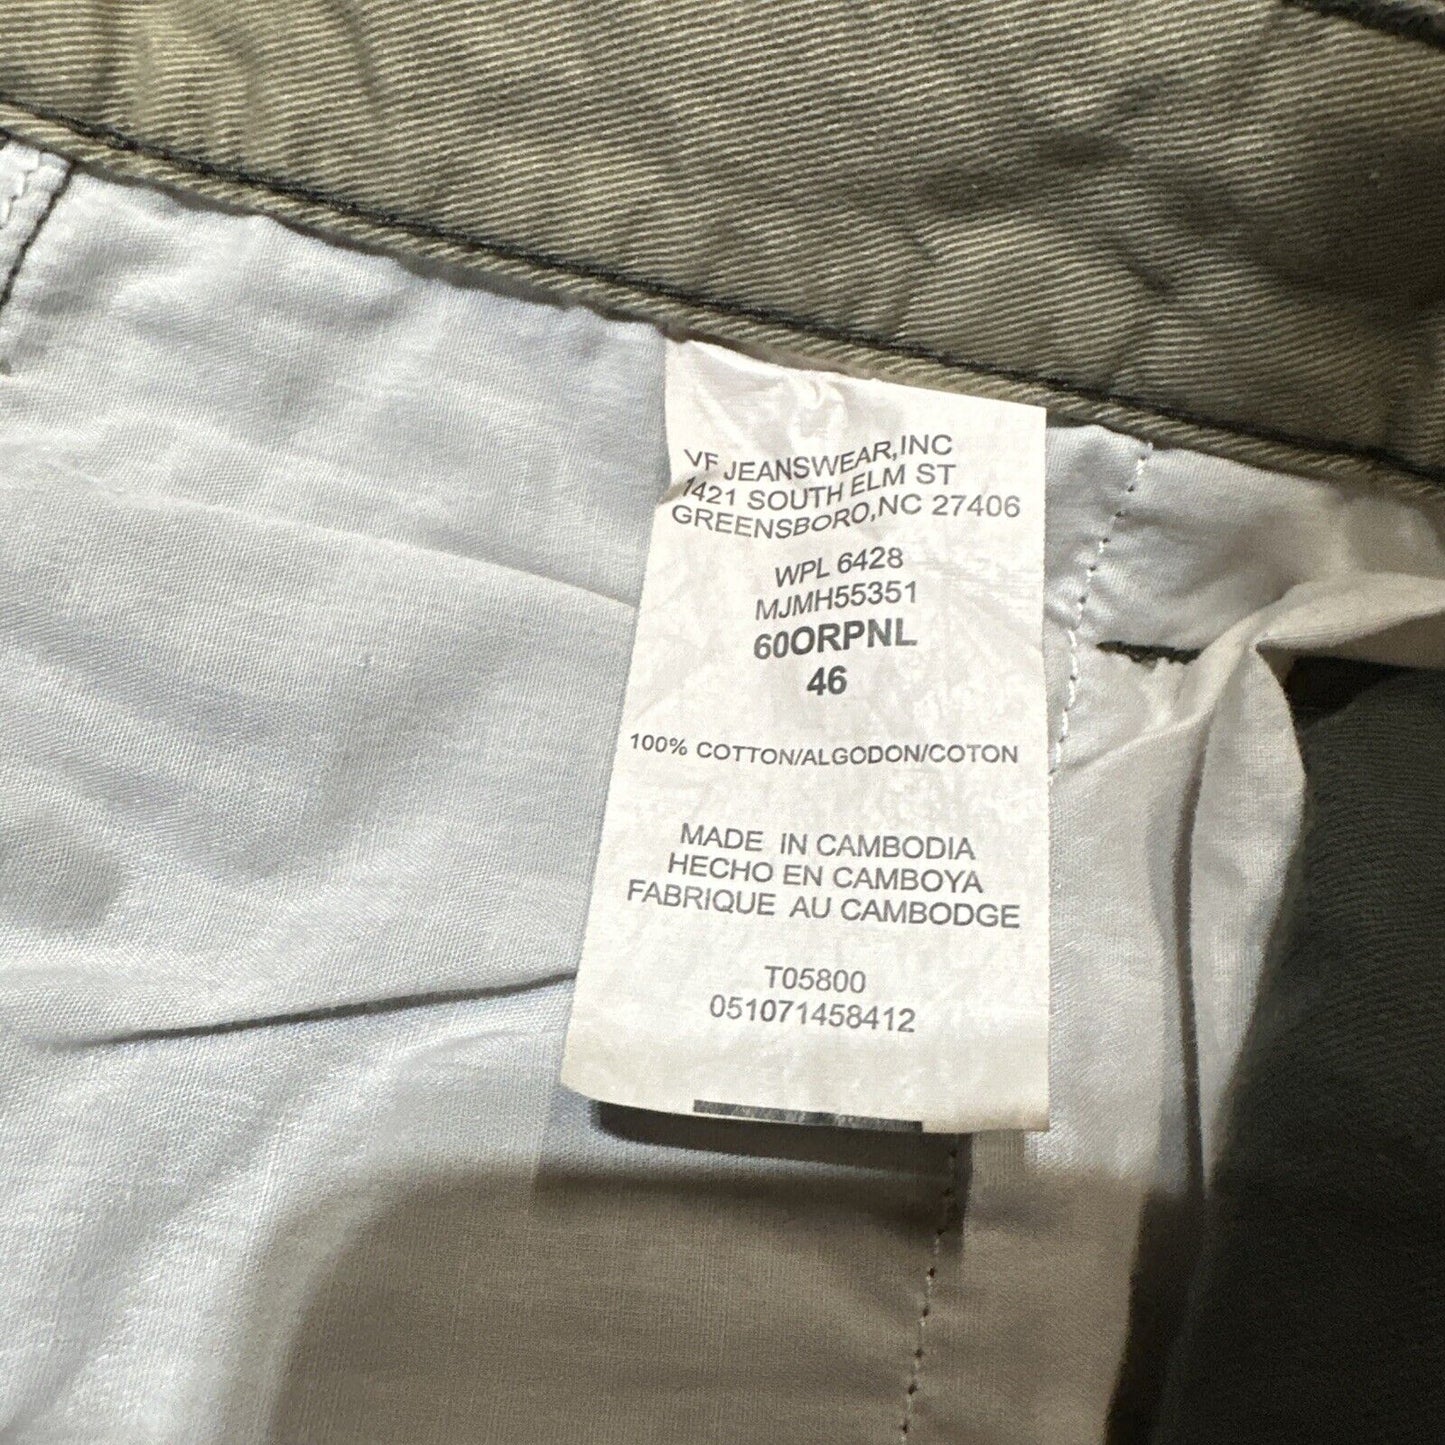 VF JEANSWEAR,INC
1421 SOUTH ELM ST
GREENSBORO,NC 27406
WPL 6428
MJMH55351
60ORPNL
46
100% COTTON/ALGODON/COTON
MADE IN CAMBODIA
HECHO EN CAMBOYA
FABRIQUE AU CAMBODGE
T05800
051071458412